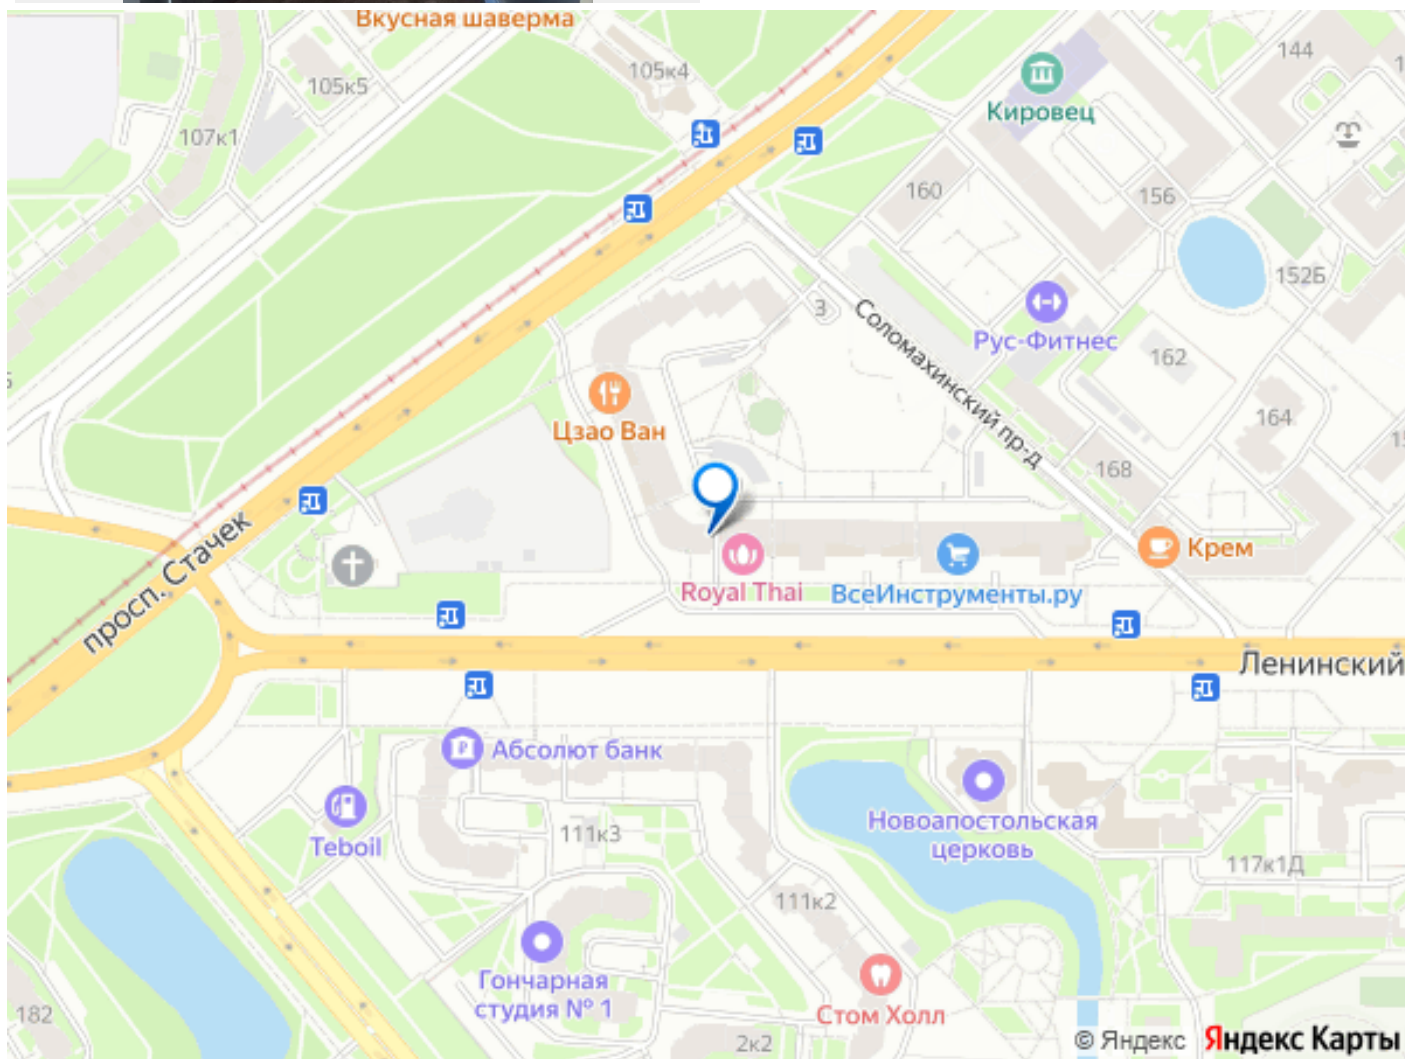 Вкусная шаверма
144
105к4
105к5
Кировец
107к1
160
156
152Б
3
Соломахинский пр-д
Рус-Фитнес
162
Цзао Ван
164
168
просп. Стачек
Крем
Royal Thai
ВсеИнструменты.ру
Ленинский
Абсолют банк
Teboil
111к3
Новоапостольская
церковь
117к1Д
111к2
Гончарная
студия № 1
Стом Холл
182
2к2
© Яндекс Яндекс Карты